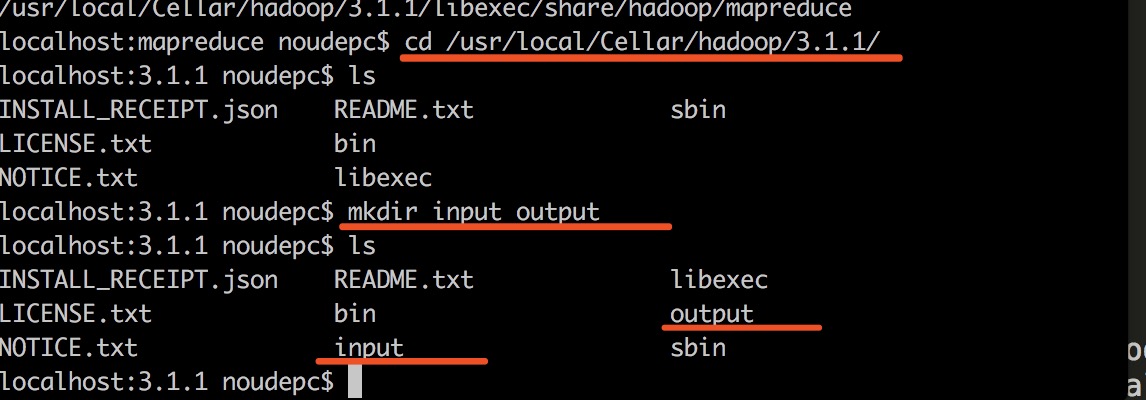 /usr/local/Cellar/hadoop/3.1.1/libexec/share/hadoop/mapreduce
localhost:mapreduce noudepc$ cd /usr/local/Cellar/hadoop/3.1.1/
localhost:3.1.1 noudepc$ ls
INSTALL_RECEIPT.json README.txt sbin
LICENSE.txt bin
NOTICE.txt libexec
localhost:3.1.1 noudepc$ mkdir input output
localhost:3.1.1 noudepc$ ls
INSTALL_RECEIPT.json README.txt libexec
LICENSE.txt bin output
NOTICE.txt input sbin
localhost:3.1.1 noudepc$